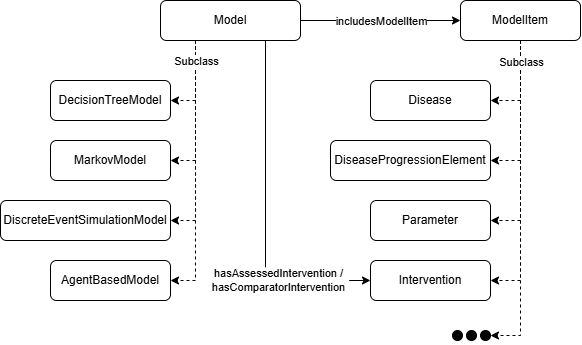 Model
includesModelItem
ModelItem
Subclass
Subclass
DecisionTreeModel
Disease
MarkovModel
DiseaseProgressionElement
DiscreteEventSimulationModel
Parameter
AgentBasedModel
hasAssessedIntervention /
hasComparatorIntervention
Intervention